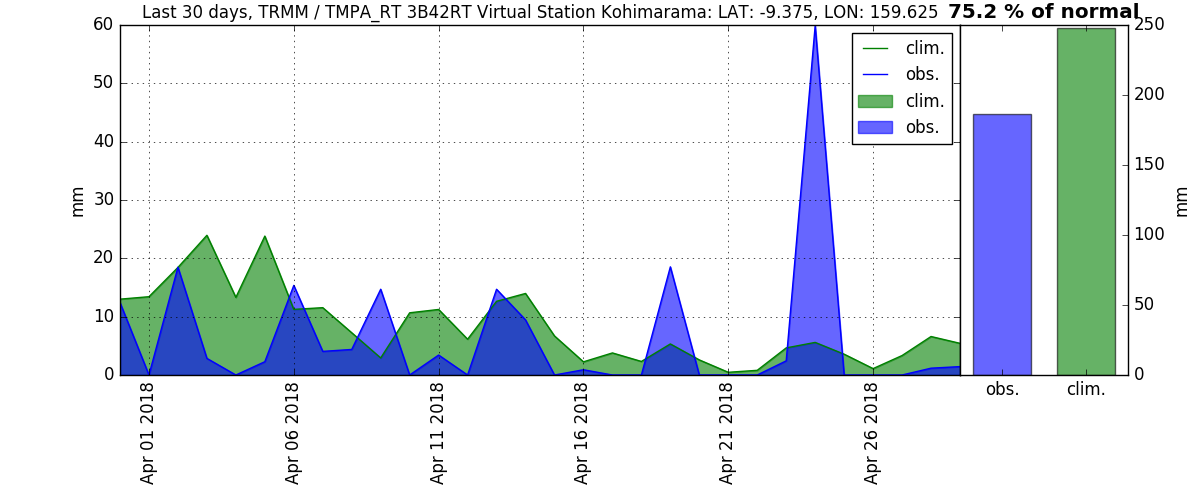 Last 30 days, TRMM / TMPA_RT 3B42RT Virtual Station Kohimarama: LAT: -9.375, LON: 159.625 75.2 % of normal
60
50
40
30
20
10
0
mm
clim.
obs.
clim.
obs.
Apr 01 2018
Apr 06 2018
Apr 11 2018
Apr 16 2018
Apr 21 2018
Apr 26 2018
250
200
150
100
50
0
mm
obs.
clim.